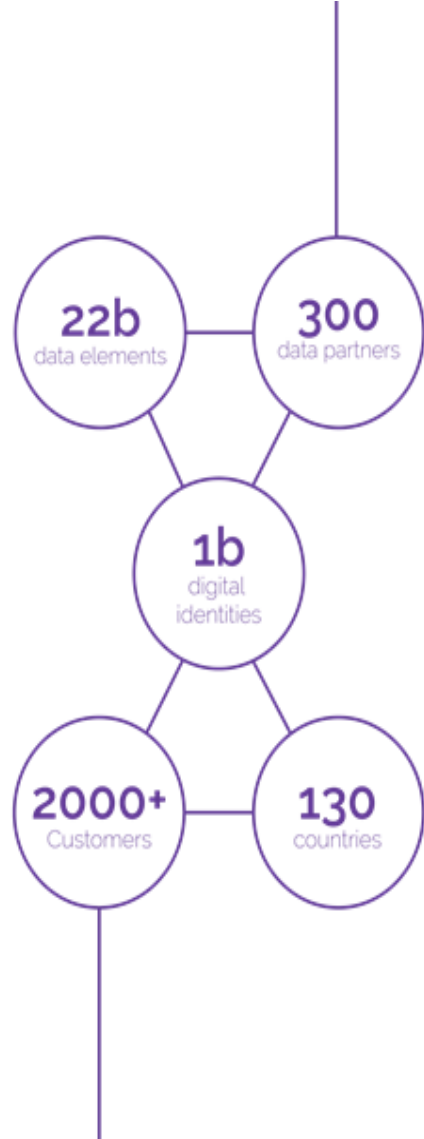 22b
data elements
300
data partners
1b
digital
identities
2000+
Customers
130
countries